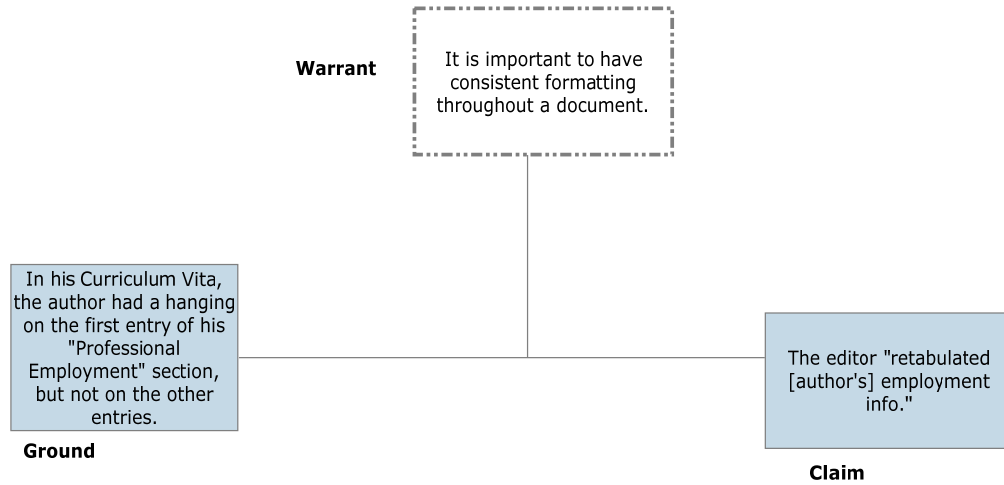 Warrant
It is important to have
consistent formatting
throughout a document.
In his Curriculum Vita,
the author had a hanging
on the first entry of his
"Professional
Employment" section,
but not on the other
entries.
Ground
The editor "retabulated
[author's] employment
info."
Claim